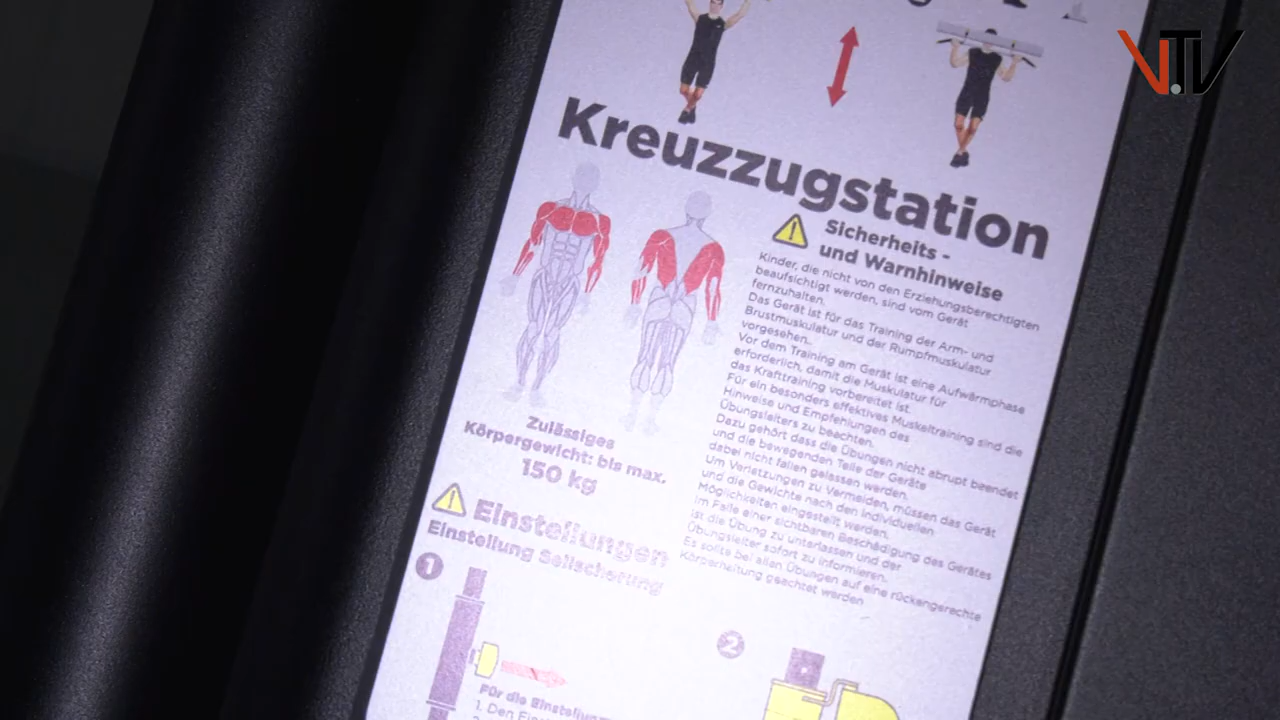 V.TV
Kreuzzugstation
Sicherheits -
und Warnhinweise
Kinder, die nicht von den Erziehungsberechtigten
beaufsichtigt werden, sind vom Gerät
fernzuhalten.
Das Gerät ist für das Training der Arm- und
Brustmuskulatur und der Rumpfmuskulatur
vorgesehen.
Vor dem Training am Gerät ist eine Aufwärmphase
erforderlich, damit die Muskulatur für
das Krafttraining vorbereitet ist.
Für ein besonders effektives Muskeltraining sind die
Hinweise und Empfehlungen des
Übungsleiters zu beachten.
Dazu gehört dass die Übungen nicht abrupt beendet
und die bewegenden Teile der Geräte
dabei nicht fallen gelassen werden.
Um Verletzungen zu Vermeiden, müssen das Gerät
und die Gewichte nach den individuellen
Möglichkeiten eingestellt werden.
Im Falle einer sichtbaren Beschädigung des Gerätes
ist die Übung zu unterlassen und der
Übungsleiter sofort zu informieren.
Es sollte bei allen Übungen auf eine rückengerechte
Körperhaltung geachtet werden
Zulässiges
Körpergewicht: bis max.
150 kg
Einstellungen
Einstellung Seilscherung
1
2
Für die
1. Den